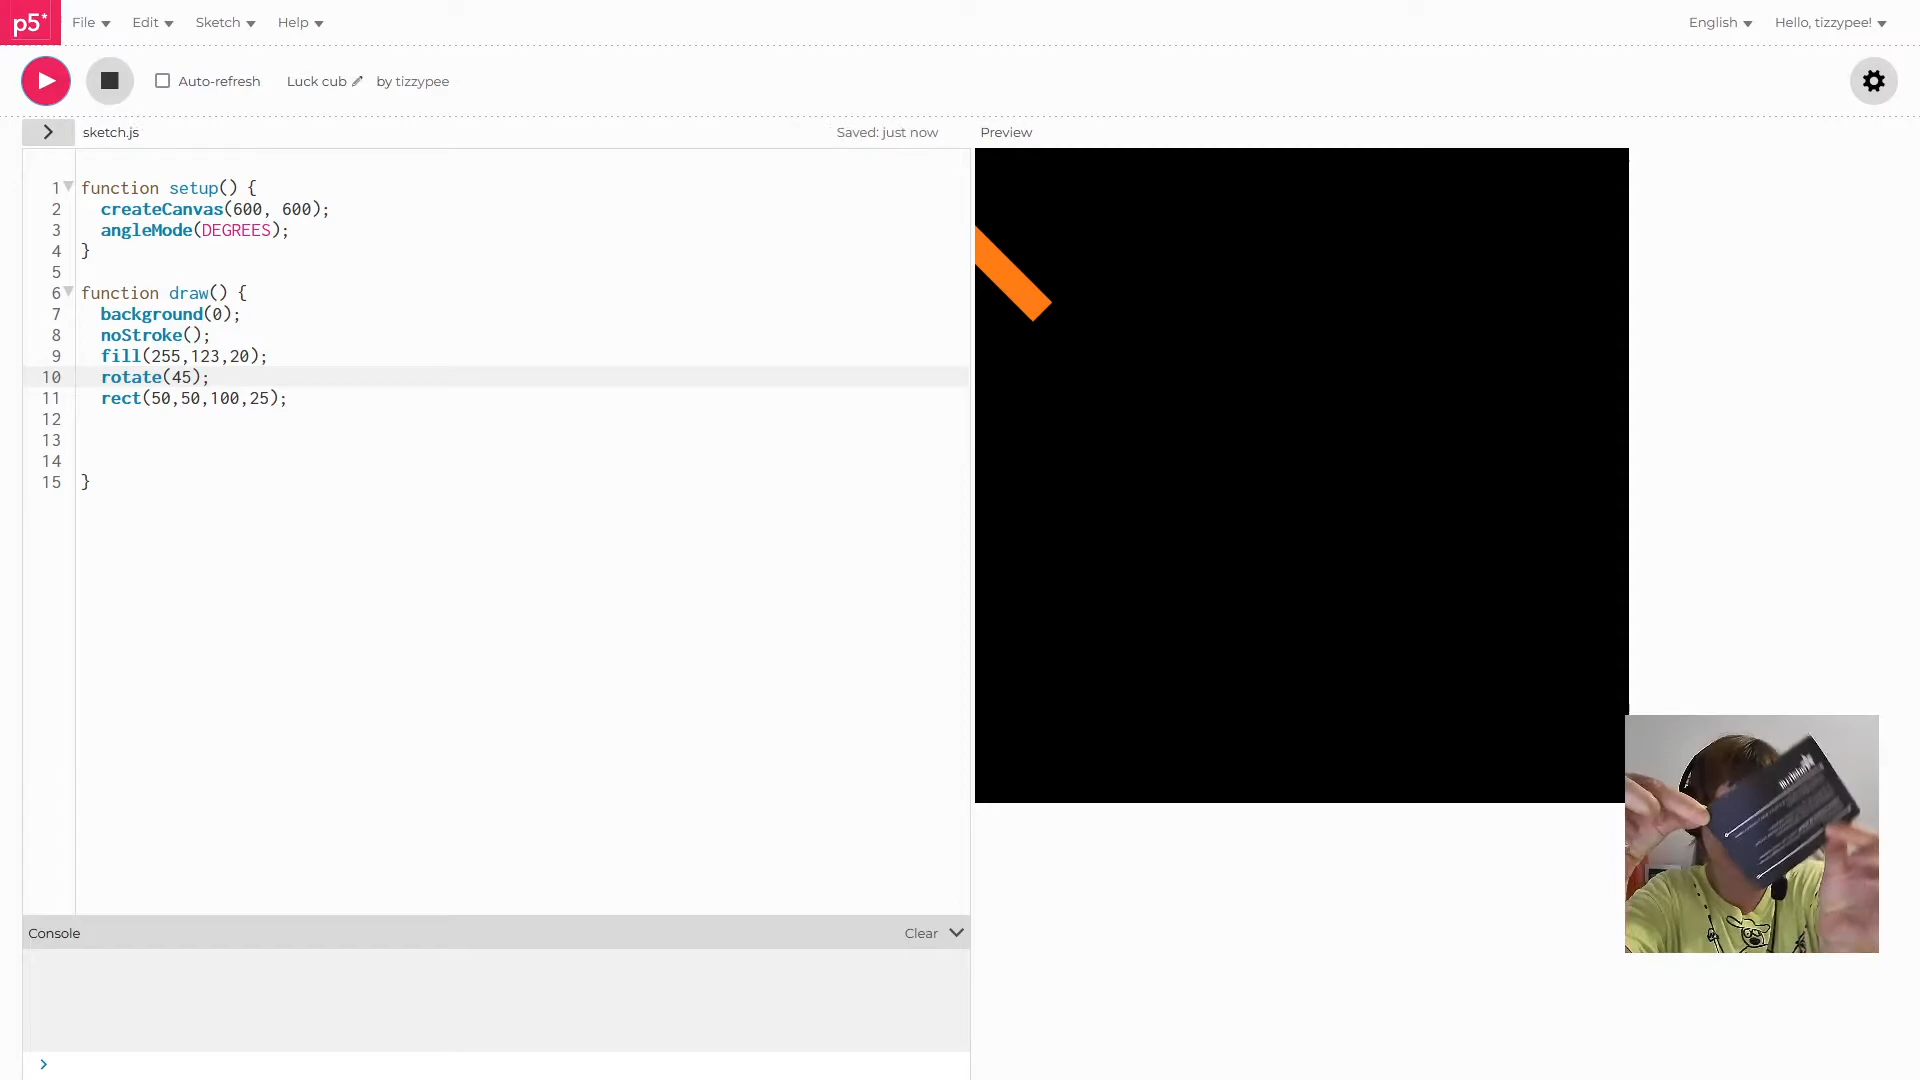 p5*
File Edit Sketch Help English Hello, tizzypee!
Auto-refresh Luck cub by tizzypee
sketch.js Saved: just now Preview
1 function setup() {
2 createCanvas(600, 600);
3 angleMode(DEGREES);
4 }
5
6 function draw() {
7 background(0);
8 noStroke();
9 fill(255,123,20);
10 rotate(45);
11 rect(50,50,100,25);
12
13
14
15 }
Console Clear
>